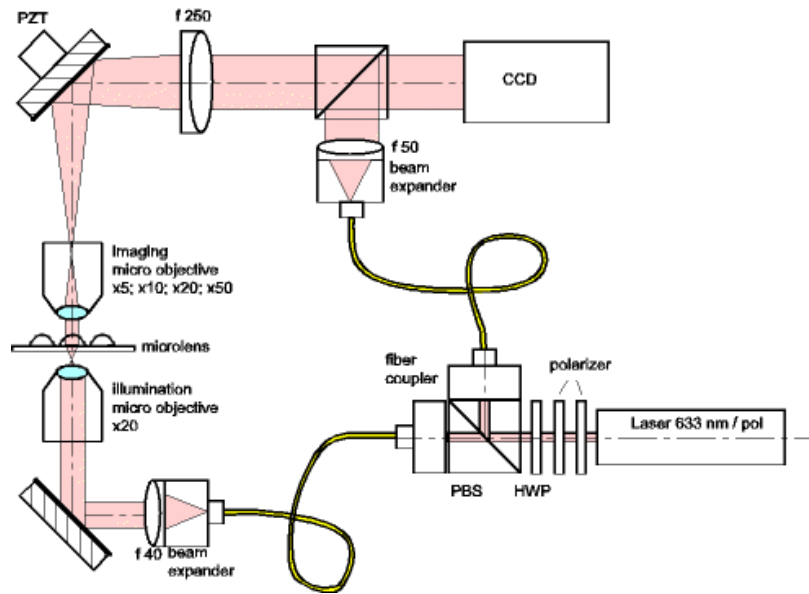 PZT
f 250
CCD
f 50
beam
expander
Imaging
micro objective
x5; x10; x20; x50
microlens
fiber
coupler
polarizer
illumination
micro objective
x20
Laser 633 nm / pol
PBS
HWP
f 40
beam
expander